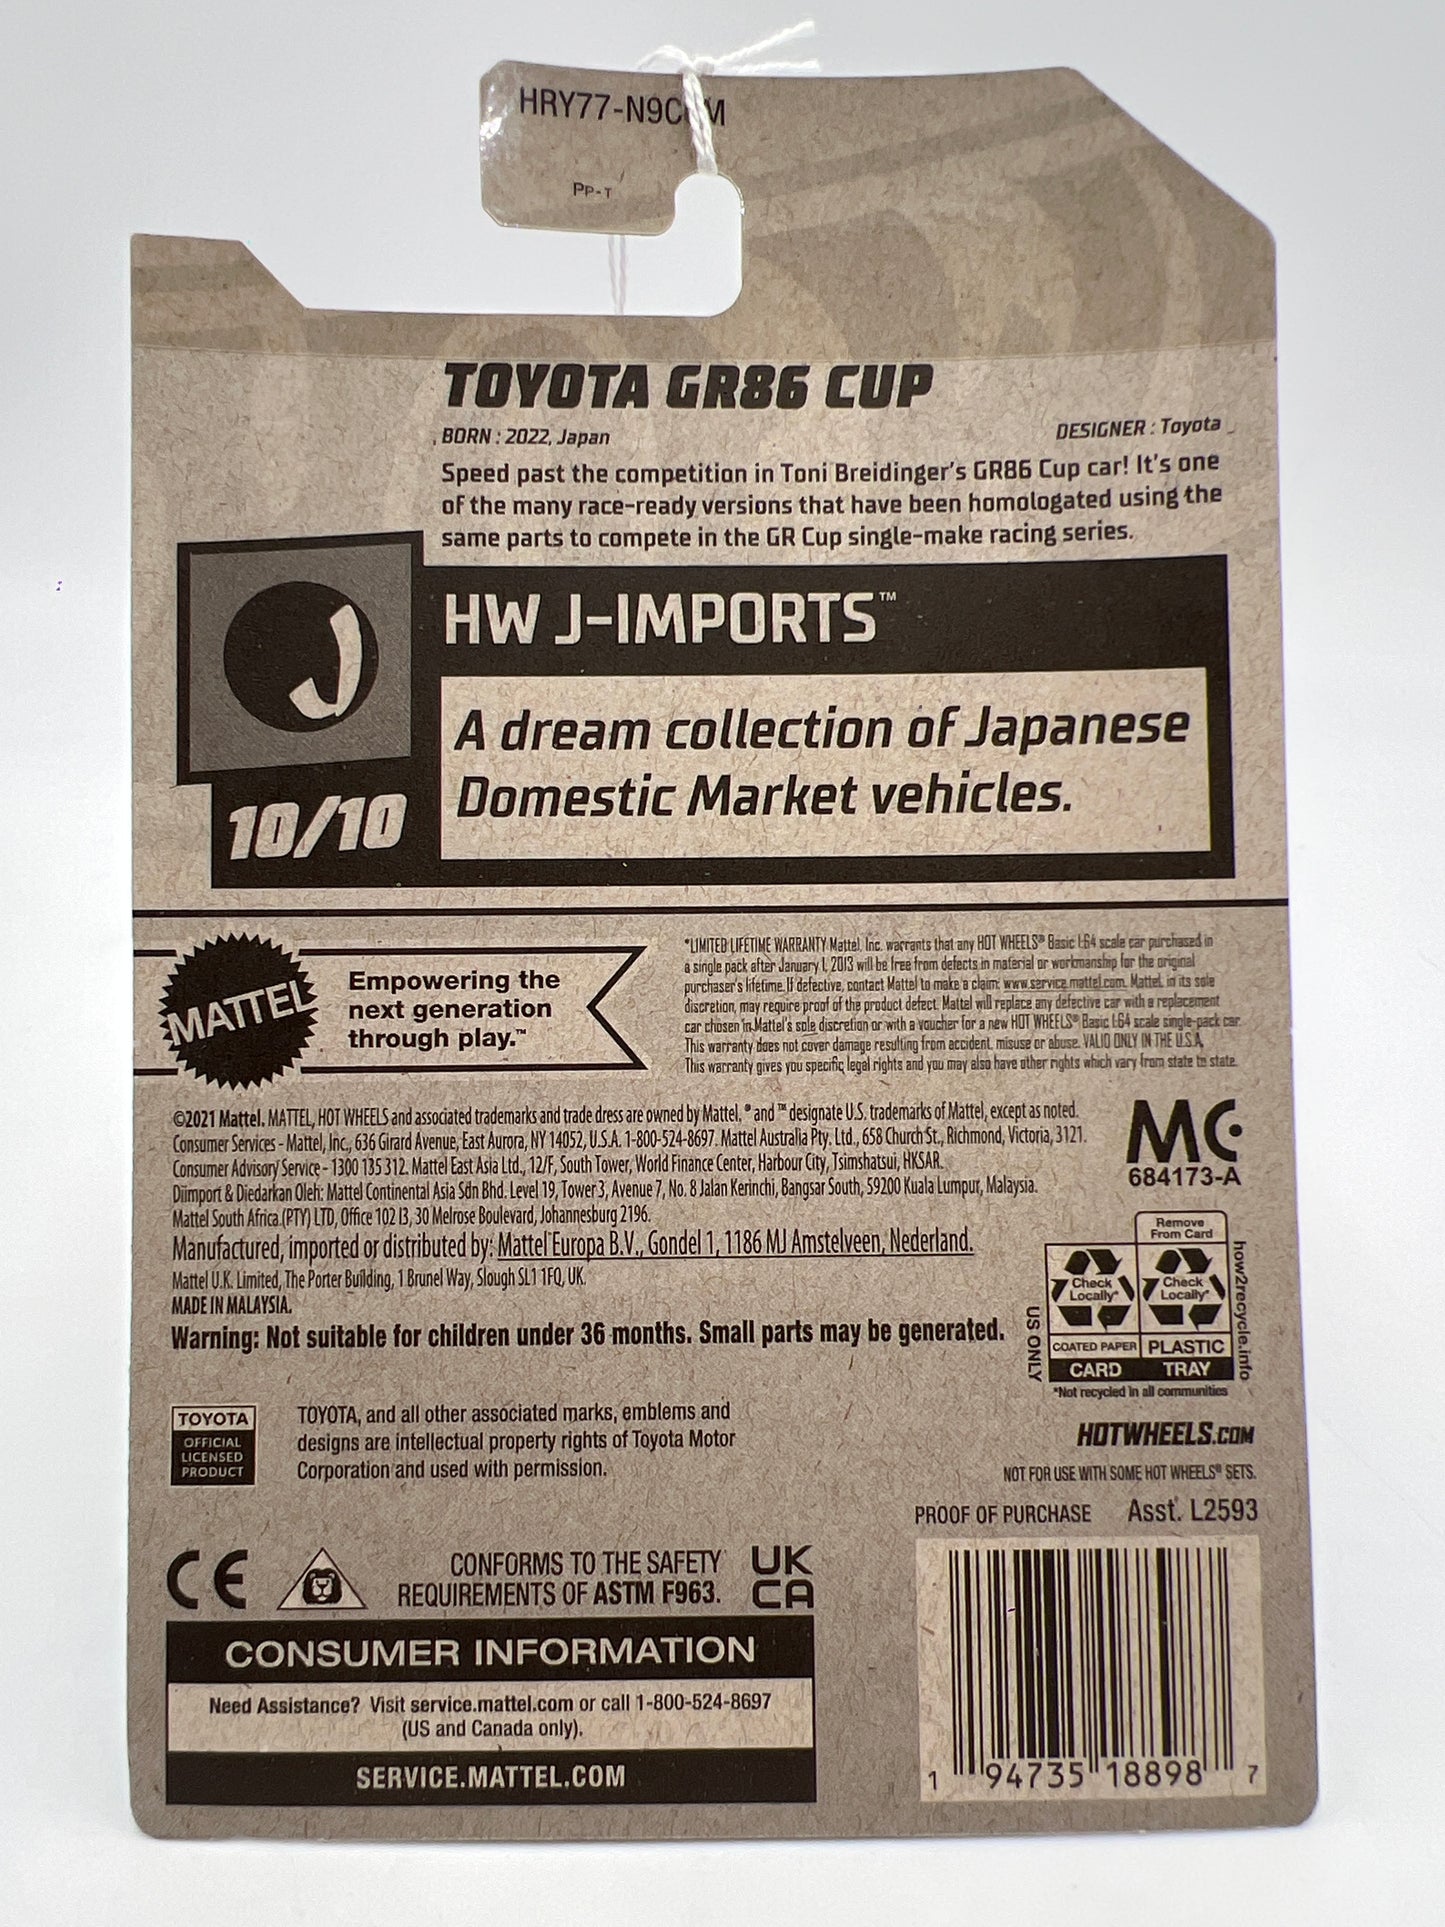 HRY77-N9C M
PP-T
TOYOTA GR86 CUP
BORN : 2022, Japan
DESIGNER : Toyota
Speed past the competition in Toni Breidinger's GR86 Cup car! It's one
of the many race-ready versions that have been homologated using the
same parts to compete in the GR Cup single-make racing series.
J
HW J-IMPORTS™
A dream collection of Japanese
Domestic Market vehicles.
10/10
MATTEL
Empowering the
next generation
through play.™
*LIMITED LIFETIME WARRANTY Mattel, Inc. warrants that any HOT WHEELS® Basic 1:64 scale car purchased in
a single pack after January 1, 2013 will be free from defects in material or workmanship for the original
purchaser's lifetime. If defective, contact Mattel to make a claim: www.service.mattel.com. Mattel, in its sole
discretion, may require proof of the product defect. Mattel will replace any defective car with a replacement
car chosen in Mattel's sole discretion or with a voucher for a new HOT WHEELS® Basic 1:64 scale single-pack car.
This warranty does not cover damage resulting from accident, misuse or abuse. VALID ONLY IN THE U.S.A.
This warranty gives you specific legal rights and you may also have other rights which vary from state to state.
©2021 Mattel. MATTEL, HOT WHEELS and associated trademarks and trade dress are owned by Mattel. ® and ™ designate U.S. trademarks of Mattel, except as noted.
Consumer Services - Mattel, Inc., 636 Girard Avenue, East Aurora, NY 14052, U.S.A. 1-800-524-8697. Mattel Australia Pty. Ltd., 658 Church St., Richmond, Victoria, 3121.
Consumer Advisory Service - 1300 135 312. Mattel East Asia Ltd., 12/F, South Tower, World Finance Center, Harbour City, Tsimshatsui, HKSAR.
Diimport & Diedarkan Oleh: Mattel Continental Asia Sdn Bhd. Level 19, Tower 3, Avenue 7, No. 8 Jalan Kerinchi, Bangsar South, 59200 Kuala Lumpur, Malaysia.
Mattel South Africa (PTY) LTD, Office 102 I3, 30 Melrose Boulevard, Johannesburg 2196.
Manufactured, imported or distributed by: Mattel Europa B.V., Gondel 1, 1186 MJ Amstelveen, Nederland.
Mattel U.K. Limited, The Porter Building, 1 Brunel Way, Slough SL1 1FQ, UK.
MADE IN MALAYSIA.
Warning: Not suitable for children under 36 months. Small parts may be generated.
MC
684173-A
Remove
From Card
Check
Locally*
Check
Locally*
COATED PAPER
PLASTIC
CARD
TRAY
US ONLY
how2recycle.info
*Not recycled in all communities
TOYOTA
OFFICIAL
LICENSED
PRODUCT
TOYOTA, and all other associated marks, emblems and
designs are intellectual property rights of Toyota Motor
Corporation and used with permission.
HOTWHEELS.COM
NOT FOR USE WITH SOME HOT WHEELS® SETS.
PROOF OF PURCHASE Asst. L2593
CE
CONFORMS TO THE SAFETY
REQUIREMENTS OF ASTM F963.
UK
CA
CONSUMER INFORMATION
Need Assistance? Visit service.mattel.com or call 1-800-524-8697
(US and Canada only).
SERVICE.MATTEL.COM
1 94735 18898 7